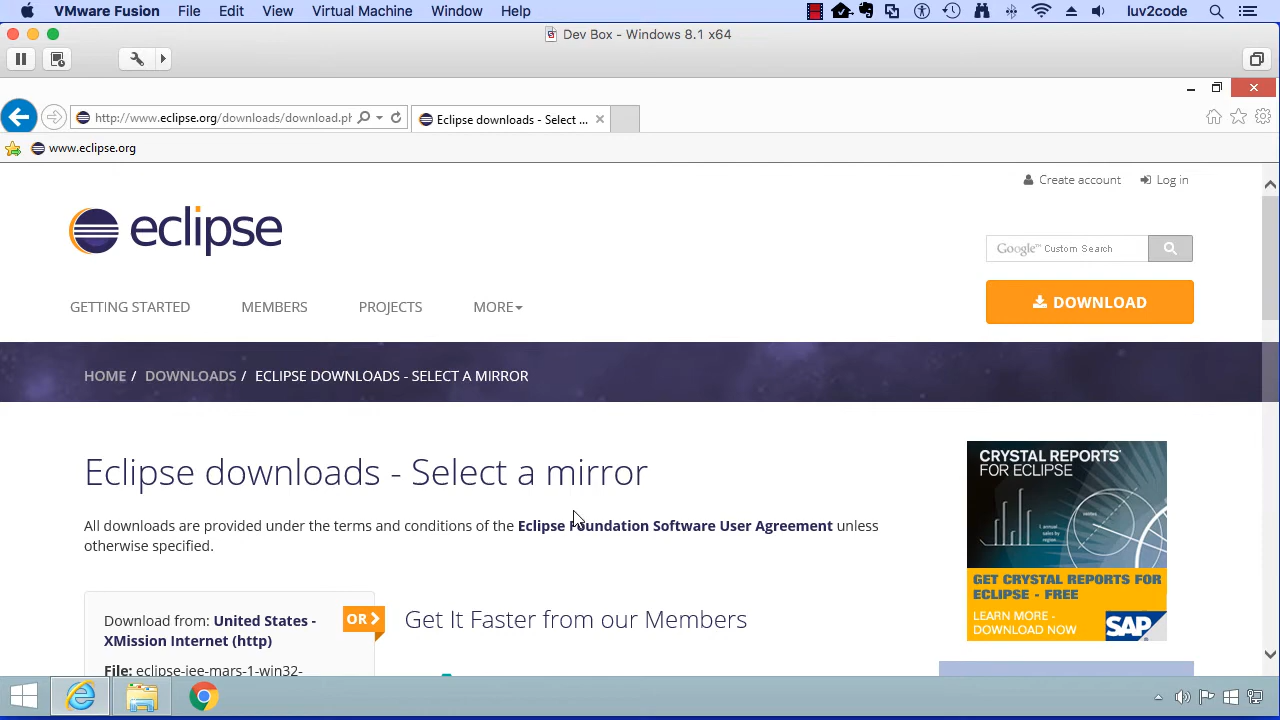 VMware Fusion File Edit View Virtual Machine Window Help luv2code
Dev Box - Windows 8.1 x64
http://www.eclipse.org/downloads/download.ph
Eclipse downloads - Select ...
www.eclipse.org
Create account Log in
eclipse
Google™ Custom Search
GETTING STARTED MEMBERS PROJECTS MORE
DOWNLOAD
HOME / DOWNLOADS / ECLIPSE DOWNLOADS - SELECT A MIRROR
Eclipse downloads - Select a mirror
All downloads are provided under the terms and conditions of the Eclipse Foundation Software User Agreement unless
otherwise specified.
Download from: United States -
XMission Internet (http)
File: eclipse-jee-mars-1-win32-
OR
Get It Faster from our Members
CRYSTAL REPORTS®
FOR ECLIPSE
GET CRYSTAL REPORTS FOR
ECLIPSE - FREE
LEARN MORE -
DOWNLOAD NOW
SAP